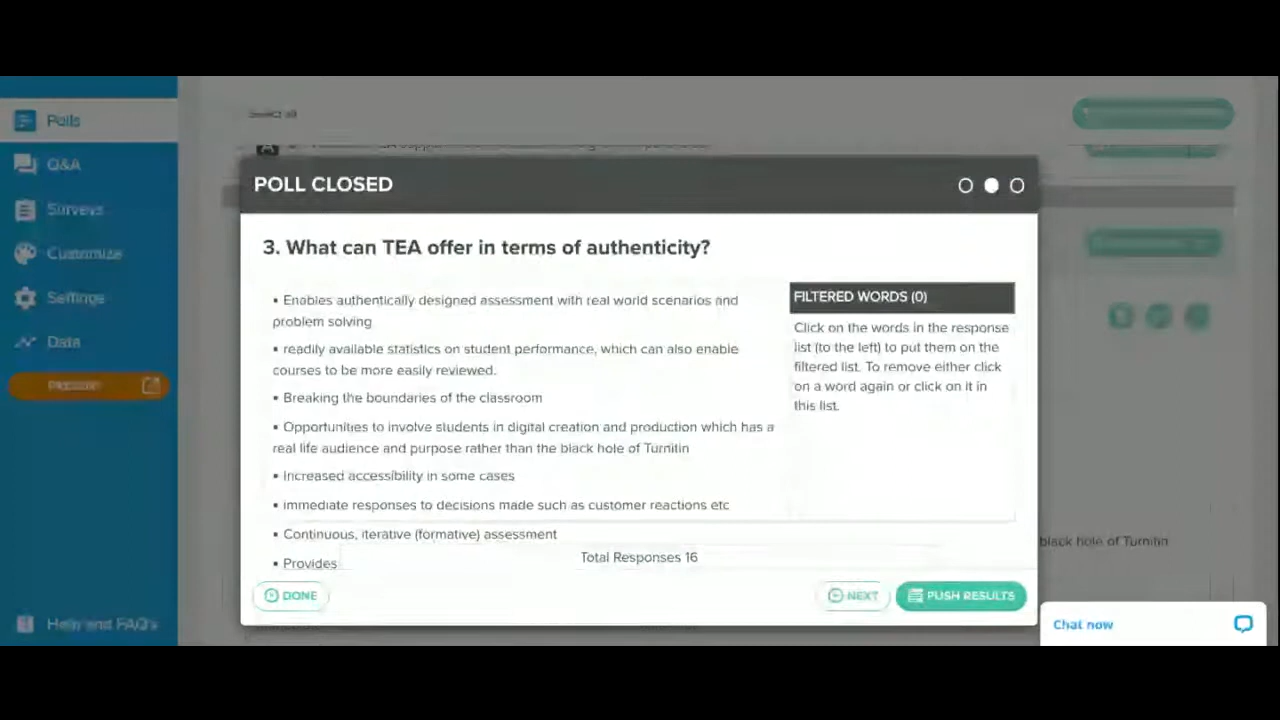 Polls
Select all
Q&A
Surveys
Customize
Settings
Data
Help and FAQ's
POLL CLOSED
3. What can TEA offer in terms of authenticity?
▪ Enables authentically designed assessment with real world scenarios and
problem solving
▪ readily available statistics on student performance, which can also enable
courses to be more easily reviewed.
▪ Breaking the boundaries of the classroom
▪ Opportunities to involve students in digital creation and production which has a
real life audience and purpose rather than the black hole of Turnitin
▪ Increased accessibility in some cases
▪ immediate responses to decisions made such as customer reactions etc
▪ Continuous, iterative (formative) assessment
▪ Provides
FILTERED WORDS (0)
Click on the words in the response
list (to the left) to put them on the
filtered list. To remove either click
on a word again or click on it in
this list.
Total Responses 16
DONE
NEXT
PUSH RESULTS
black hole of Turnitin
Chat now